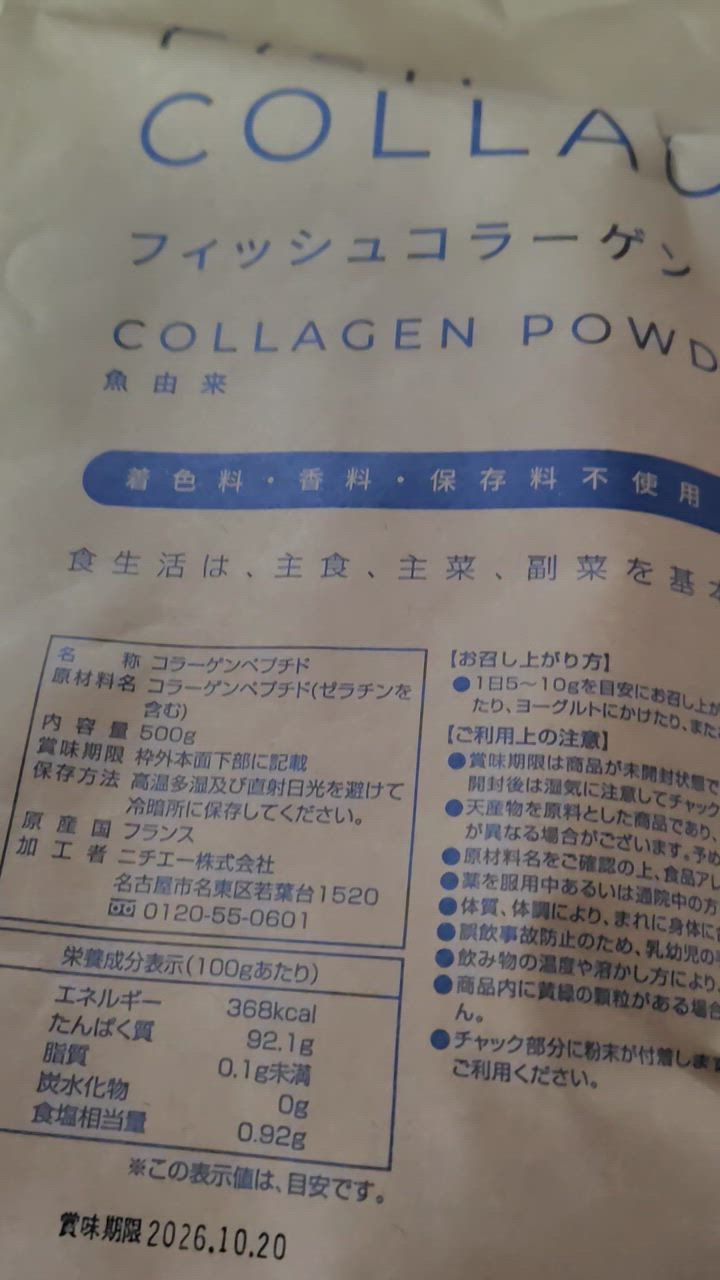 COLLAG
フィッシュコラーゲン
COLLAGEN POWD
魚由来
着色料・香料・保存料不使用
食生活は、主食、主菜、副菜を基本
名称 コラーゲンペプチド
原材料名 コラーゲンペプチド(ゼラチンを
含む)
内容量 500g
賞味期限 枠外本面下部に記載
保存方法 高温多湿及び直射日光を避けて
冷暗所に保存してください。
原産国 フランス
加工者 ニチエー株式会社
名古屋市名東区若葉台1520
0120-55-0601
栄養成分表示(100gあたり)
エネルギー 368kcal
たんぱく質 92.1g
脂質 0.1g未満
炭水化物 0g
食塩相当量 0.92g
※この表示値は、目安です。
賞味期限 2026.10.20
【お召し上がり方】
●1日5～10gを目安にお召し上が
たり、ヨーグルトにかけたり、また
【ご利用上の注意】
●賞味期限は商品が未開封状態で
開封後は湿気に注意してチャック
●天産物を原料とした商品であり、
が異なる場合がございます。予め
●原材料名をご確認の上、食品アレ
●薬を服用中あるいは通院中の方
●体質、体調により、まれに身体に合
●誤飲事故防止のため、乳幼児の手
●飲み物の温度や溶かし方により、
●商品内に黄緑の顆粒がある場合
ん。
●チャック部分に粉末が付着します
ご利用ください。